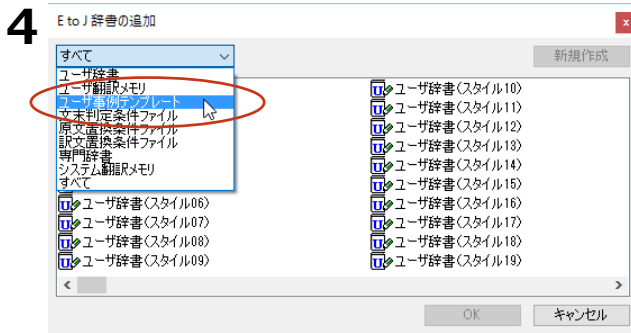 4
E to J 辞書の追加
x
すべて
新規作成
ユーザ辞書
ユーザ翻訳メモリ
ユーザ事例テンプレート
文末判定条件ファイル
原文置換条件ファイル
訳文置換条件ファイル
専門辞書
システム翻訳メモリ
すべて
ユーザ辞書(スタイル06)
ユーザ辞書(スタイル07)
ユーザ辞書(スタイル08)
ユーザ辞書(スタイル09)
ユーザ辞書(スタイル10)
ユーザ辞書(スタイル11)
ユーザ辞書(スタイル12)
ユーザ辞書(スタイル13)
ユーザ辞書(スタイル14)
ユーザ辞書(スタイル15)
ユーザ辞書(スタイル16)
ユーザ辞書(スタイル17)
ユーザ辞書(スタイル18)
ユーザ辞書(スタイル19)
OK
キャンセル